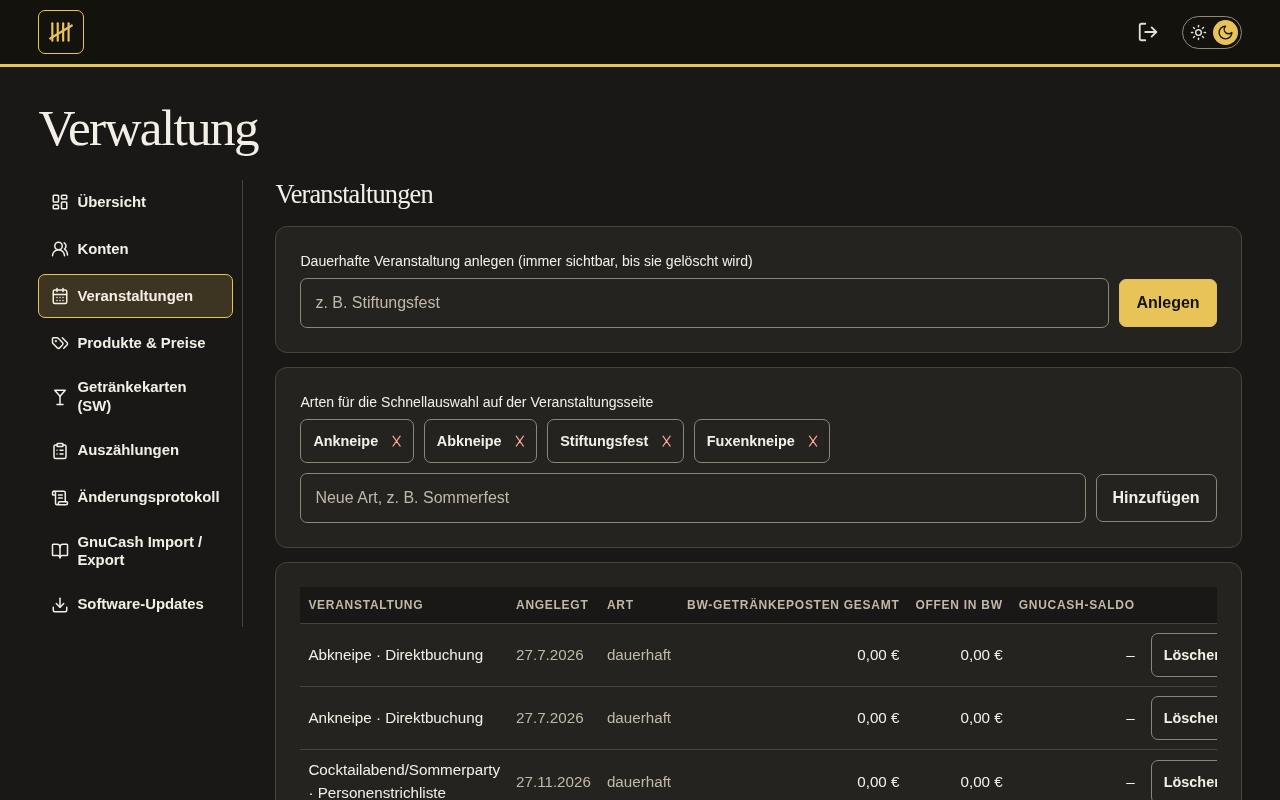 Verwaltung
Übersicht
Konten
Veranstaltungen
Produkte & Preise
Getränkekarten
(SW)
Auszählungen
Änderungsprotokoll
GnuCash Import /
Export
Software-Updates
Veranstaltungen
Dauerhafte Veranstaltung anlegen (immer sichtbar, bis sie gelöscht wird)
z. B. Stiftungsfest Anlegen
Arten für die Schnellauswahl auf der Veranstaltungsseite
Ankneipe X Abkneipe X Stiftungsfest X Fuxenkneipe X
Neue Art, z. B. Sommerfest Hinzufügen
VERANSTALTUNG ANGELEGT ART BW-GETRÄNKEPOSTEN GESAMT OFFEN IN BW GNUCASH-SALDO
Abkneipe · Direktbuchung 27.7.2026 dauerhaft 0,00 € 0,00 € – Löschen
Ankneipe · Direktbuchung 27.7.2026 dauerhaft 0,00 € 0,00 € – Löschen
Cocktailabend/Sommerparty
· Personenstrichliste 27.11.2026 dauerhaft 0,00 € 0,00 € – Löschen